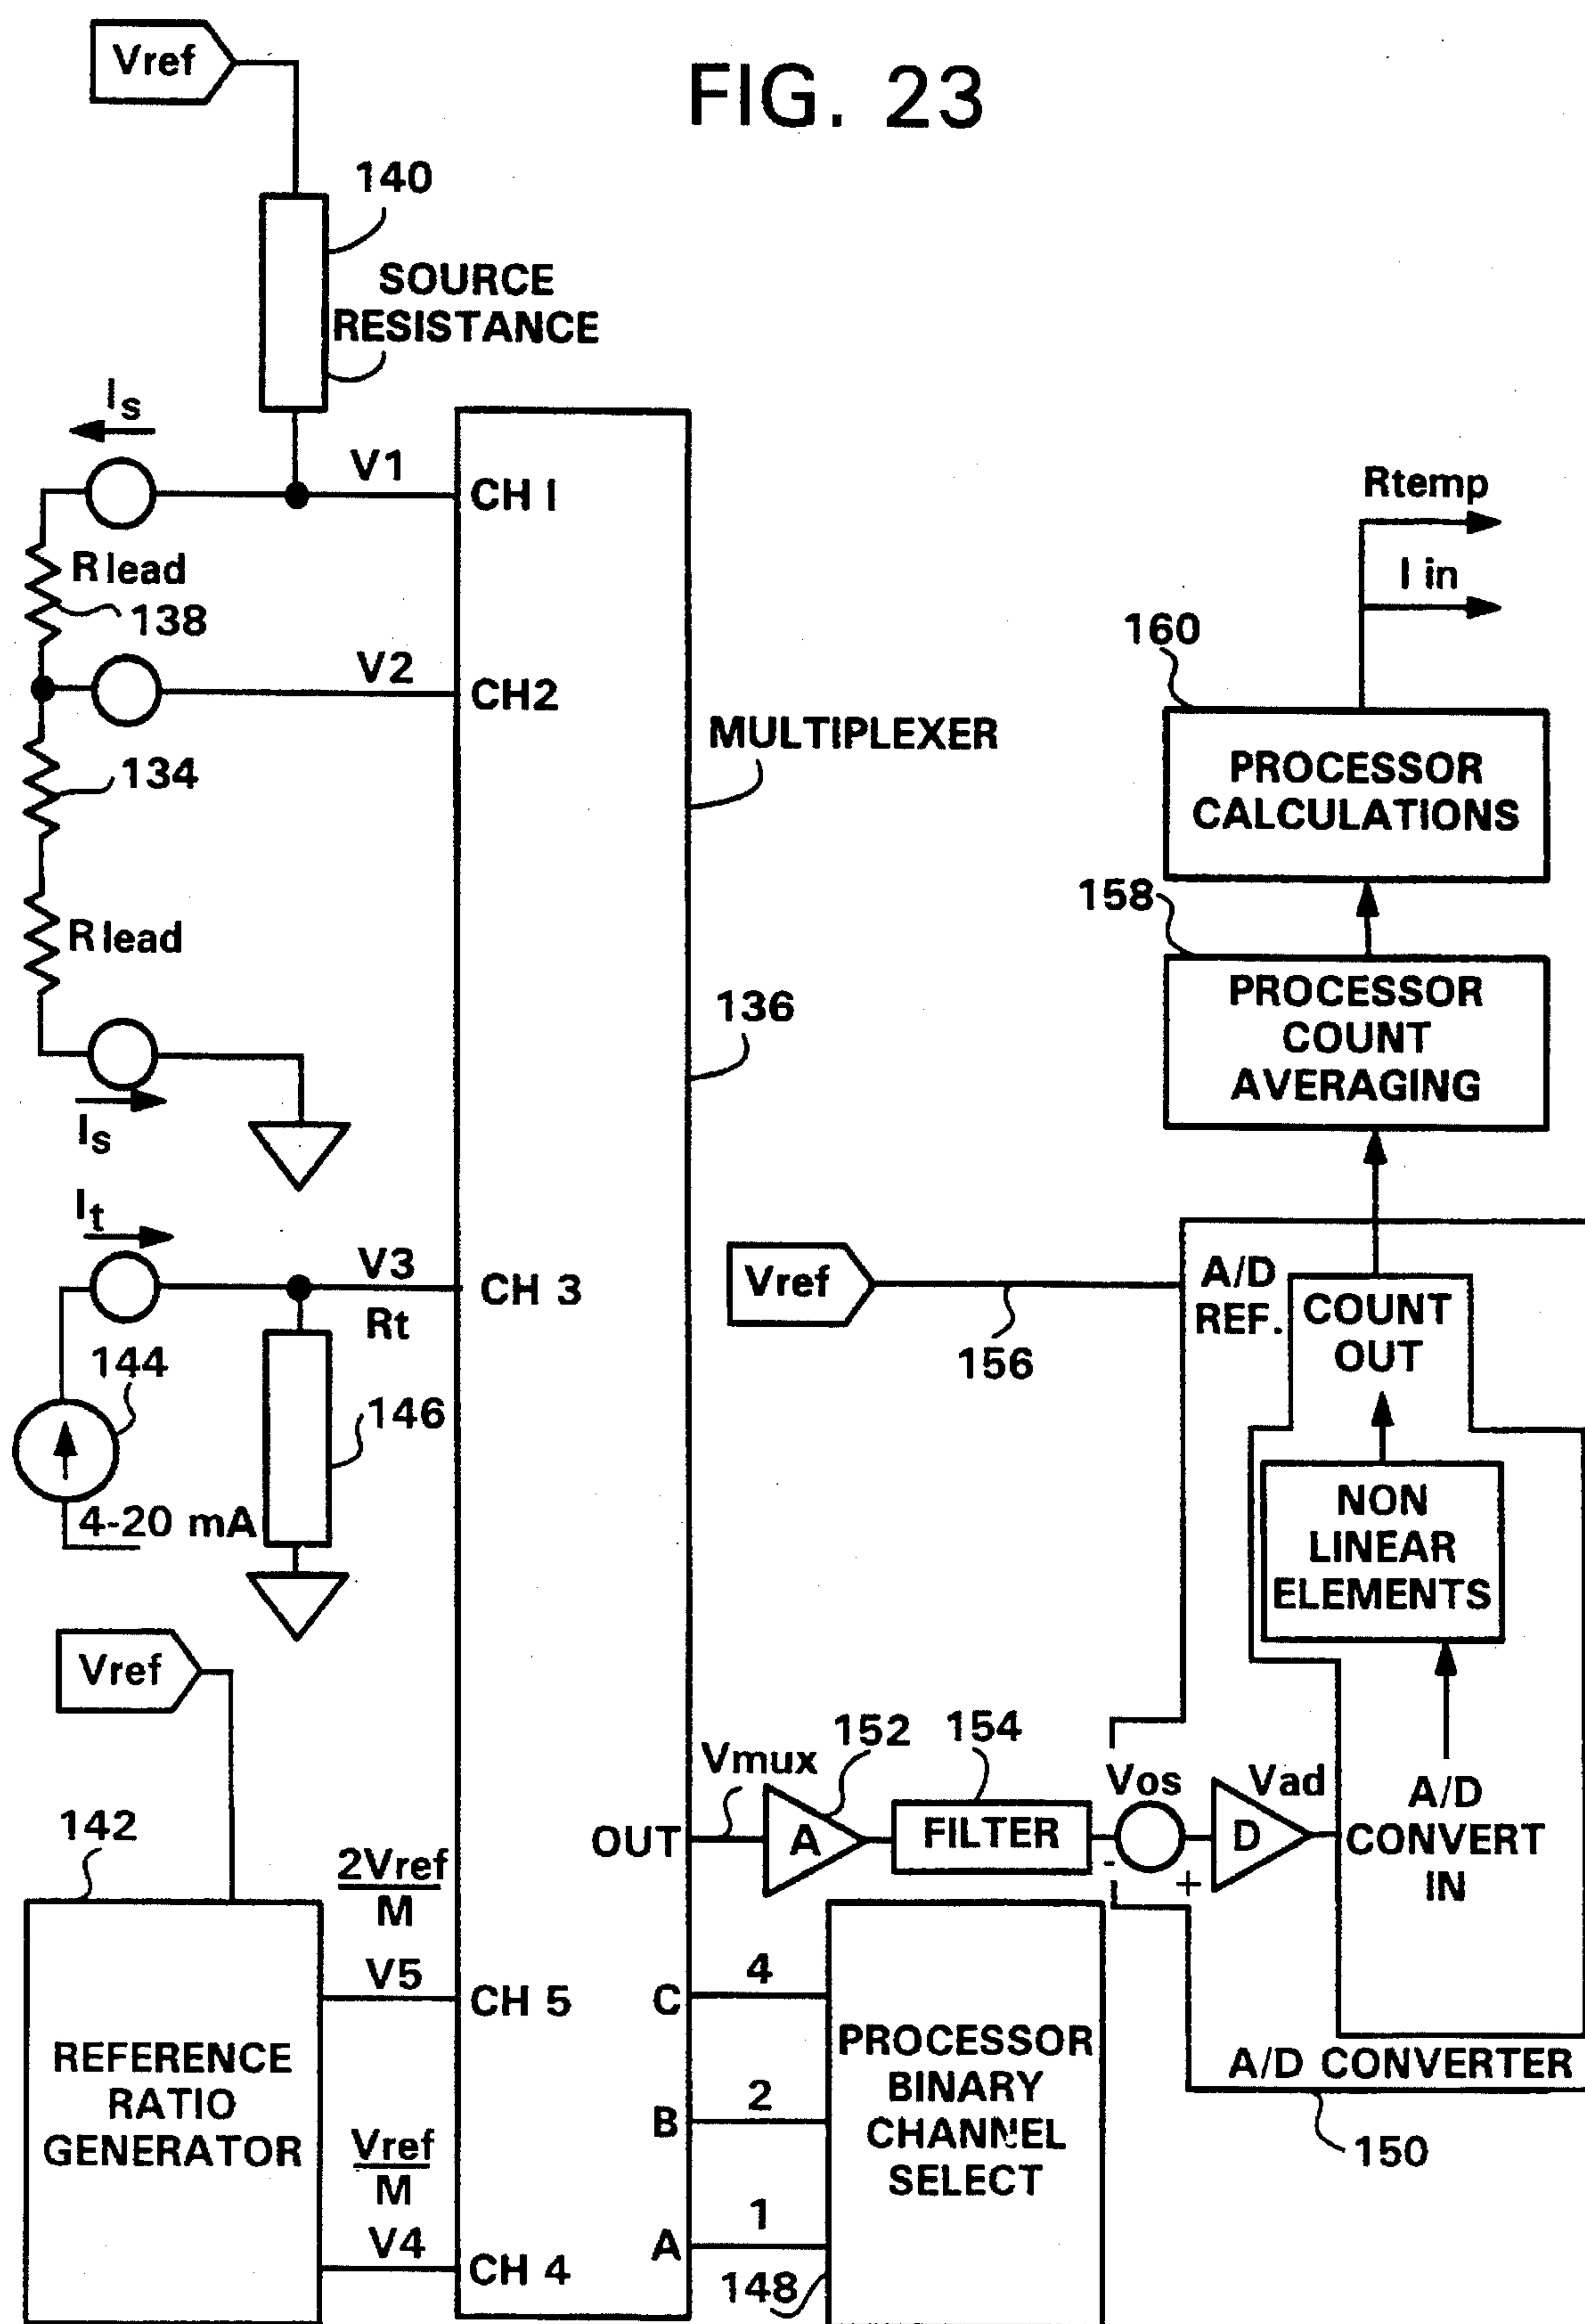 FIG. 23
Vref
140
SOURCE
RESISTANCE
Is
V1
CH 1
R lead
138
V2
CH2
134
R lead
Is
MULTIPLEXER
136
Rtemp
I in
160
PROCESSOR
CALCULATIONS
158
PROCESSOR
COUNT
AVERAGING
It
V3
CH 3
Rt
144
146
4-20 mA
Vref
156
A/D
REF.
COUNT
OUT
NON
LINEAR
ELEMENTS
Vref
142
REFERENCE
RATIO
GENERATOR
2Vref
M
V5
CH 5
Vref
M
V4
CH 4
OUT
Vmux
152
A
154
FILTER
Vos
-
+
D
Vad
A/D
CONVERT
IN
C
4
B
2
A
1
PROCESSOR
BINARY
CHANNEL
SELECT
148
A/D CONVERTER
150